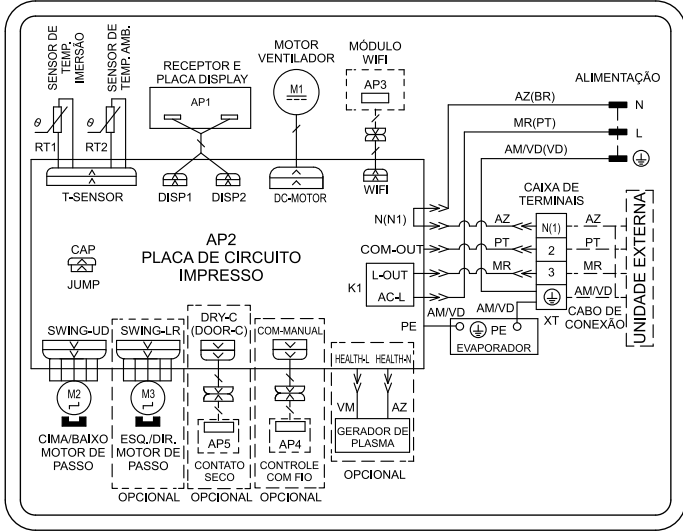 SENSOR DE
TEMP.
IMERSÃO
SENSOR DE
TEMP. AMB.
RECEPTOR E
PLACA DISPLAY
AP1
MOTOR
VENTILADOR
M1
MÓDULO
WIFI
AP3
ALIMENTAÇÃO
AZ(BR)
N
MR(PT)
L
AM/VD(VD)
θ
RT1
θ
RT2
T-SENSOR
DISP1
DISP2
DC-MOTOR
WIFI
CAIXA DE
TERMINAIS
N(N1)
AZ
N(1)
AZ
COM-OUT
PT
2
PT
K1
L-OUT
MR
3
MR
AC-L
AM/VD
XT
CABO DE
CONEXÃO
UNIDADE EXTERNA
CAP
JUMP
AP2
PLACA DE CIRCUITO
IMPRESSO
PE
AM/VD
AM/VD
PE
EVAPORADOR
SWING-UD
SWING-LR
DRY-C
(DOOR-C)
COM-MANUAL
HEALTH-L
HEALTH-N
M2
M3
AP5
AP4
VM
AZ
GERADOR DE
PLASMA
CIMA/BAIXO
MOTOR DE
PASSO
ESQ./DIR.
MOTOR DE
PASSO
CONTATO
SECO
CONTROLE
COM FIO
OPCIONAL
OPCIONAL
OPCIONAL
OPCIONAL